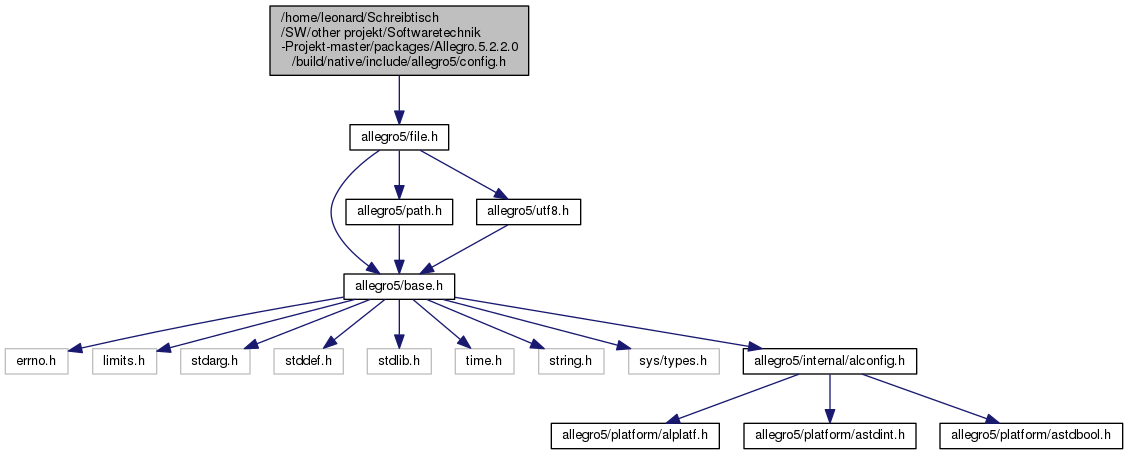 /home/leonard/Schreibtisch
/SW/other projekt/Softwaretechnik
-Projekt-master/packages/Allegro.5.2.2.0
/build/native/include/allegro5/config.h
allegro5/file.h
allegro5/path.h
allegro5/utf8.h
allegro5/base.h
errno.h
limits.h
stdarg.h
stddef.h
stdlib.h
time.h
string.h
sys/types.h
allegro5/internal/alconfig.h
allegro5/platform/alplatf.h
allegro5/platform/astdint.h
allegro5/platform/astdbool.h